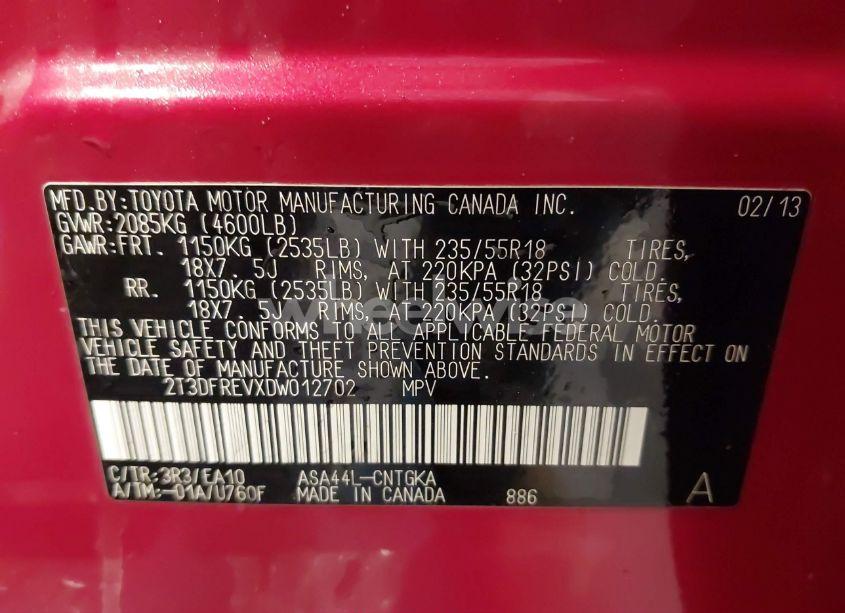 MFD.BY:TOYOTA MOTOR MANUFACTURING CANADA INC. 02/13
GVWR:2085KG (4600LB)
GAWR:FRT. 1150KG (2535LB) WITH 235/55R18 TIRES,
18X7. 5J RIMS, AT 220KPA (32PSI) COLD.
RR. 1150KG (2535LB) WITH 235/55R18 TIRES,
18X7. 5J RIMS, AT 220KPA (32PSI) COLD.
THIS VEHICLE CONFORMS TO ALL APPLICABLE FEDERAL MOTOR
VEHICLE SAFETY AND THEFT PREVENTION STANDARDS IN EFFECT ON
THE DATE OF MANUFACTURE SHOWN ABOVE.
2T3DFREVXDW012702 MPV
C/TR:3R3/EA10 ASA44L-CNTGKA
A/TM:-01A/U760F MADE IN CANADA 886 A